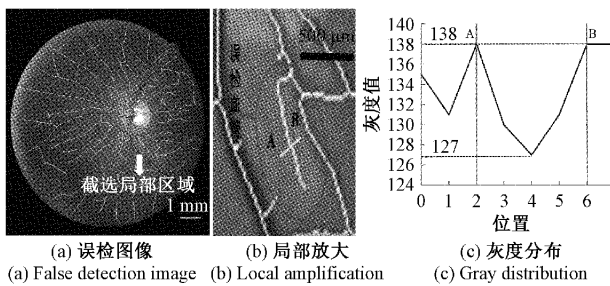 截选局部区域
1 mm
(a) 误检图像
(a) False detection image
500 μm
A
B
(b) 局部放大
(b) Local amplification
灰度值
140
138
136
134
132
130
128
126
124
138
127
A
B
0 1 2 3 4 5 6
位置
(c) 灰度分布
(c) Gray distribution